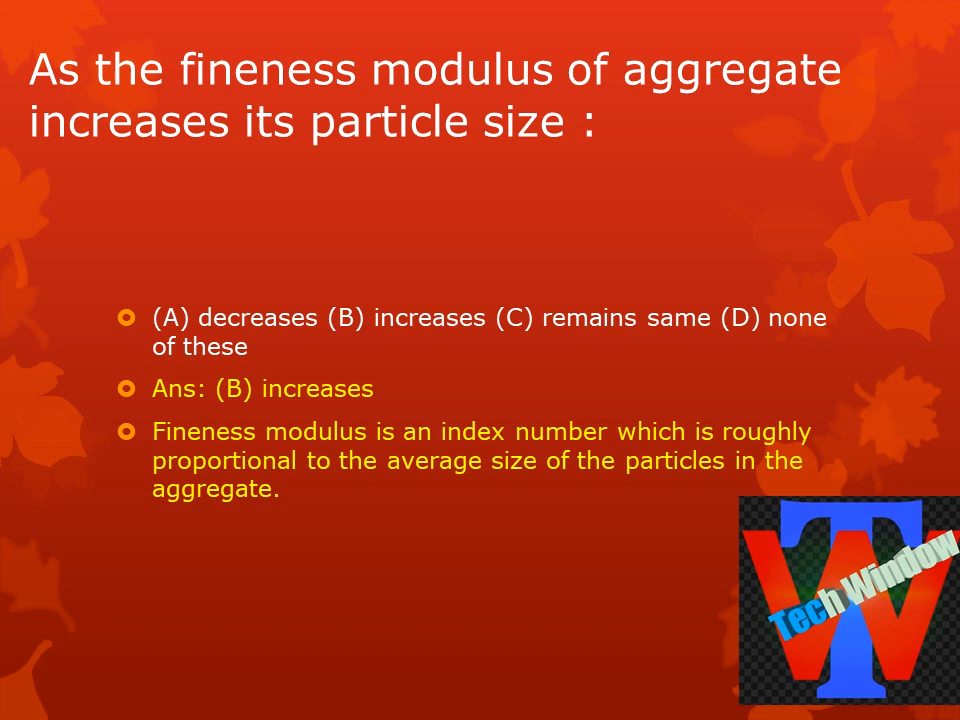 As the fineness modulus of aggregate
increases its particle size :
(A) decreases (B) increases (C) remains same (D) none
of these
Ans: (B) increases
Fineness modulus is an index number which is roughly
proportional to the average size of the particles in the
aggregate.
TW
Tech Window